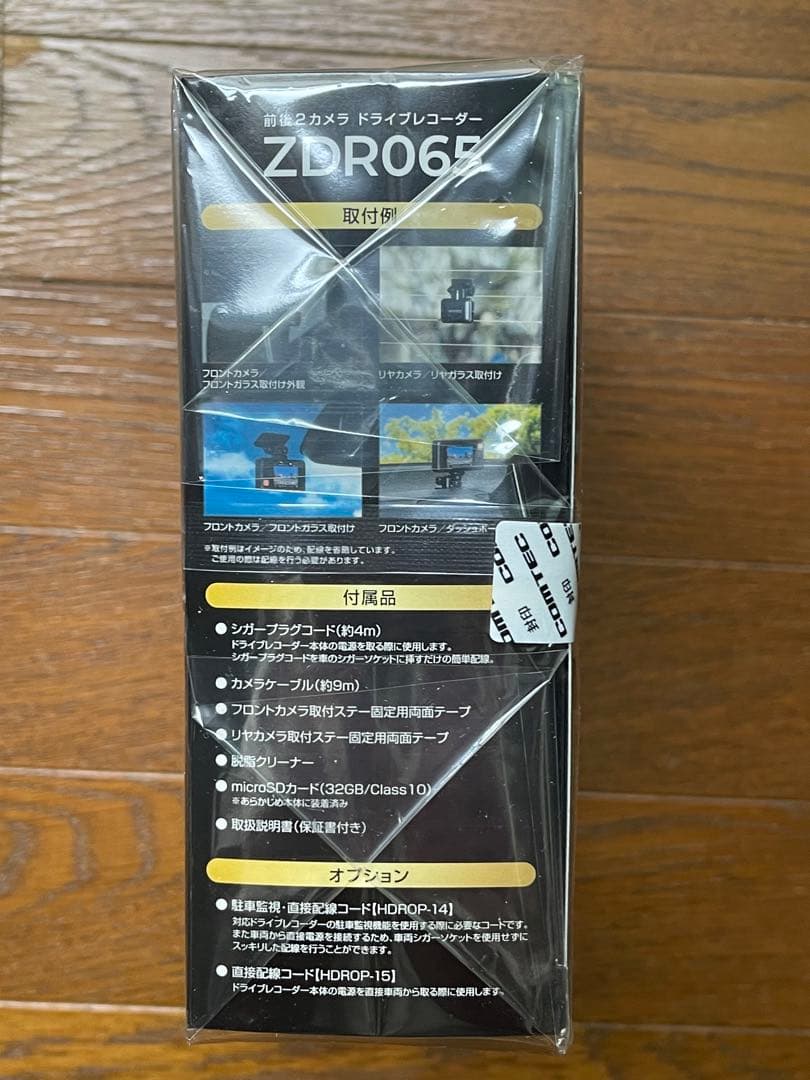 前後2カメラ ドライブレコーダー
ZDR065
取付例
フロントカメラ／
フロントガラス取付け外観
リヤカメラ／リヤガラス取付け
フロントカメラ／フロントガラス取付け
フロントカメラ／ダッシュボー
※取付例はイメージのため、配線を省略しています。
ご使用の際は配線を行う必要があります。
COMTEC
COMTEC
封印
封印
付属品
● シガープラグコード(約4m)
ドライブレコーダー本体の電源を取る際に使用します。
シガープラグコードを車のシガーソケットに挿すだけの簡単配線。
● カメラケーブル(約9m)
● フロントカメラ取付ステー固定用両面テープ
● リヤカメラ取付ステー固定用両面テープ
● 脱脂クリーナー
● microSDカード(32GB/Class10)
※あらかじめ本体に装着済み
● 取扱説明書(保証書付き)
オプション
● 駐車監視・直接配線コード【HDROP-14】
対応ドライブレコーダーの駐車監視機能を使用する際に必要なコードです。
また車両から直接電源を接続するため、車両シガーソケットを使用せずに
スッキリした配線を行うことができます。
● 直接配線コード【HDROP-15】
ドライブレコーダー本体の電源を直接車両から取る際に使用します。